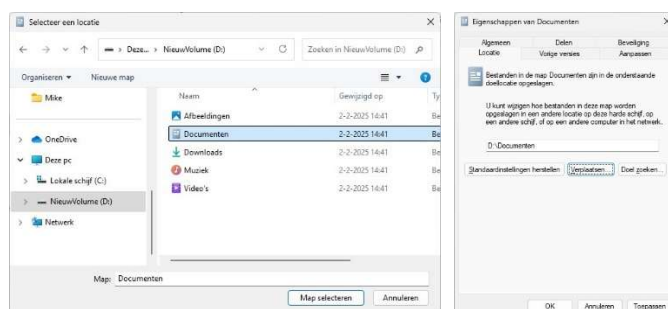 Selecteer een locatie
Deze... > NieuwVolume (D:)
Zoeken in NieuwVolume (D:)
Organiseren
Nieuwe map
Mike
OneDrive
Deze pc
Lokale schijf (C:)
NieuwVolume (D:)
Netwerk
Naam
Gewijzigd op
Ty
Afbeeldingen 2-2-2025 14:41 Be
Documenten 2-2-2025 14:41 Be
Downloads 2-2-2025 14:41 Be
Muziek 2-2-2025 14:41 Be
Video's 2-2-2025 14:41 Be
Map: Documenten
Map selecteren
Annuleren
Eigenschappen van Documenten
Algemeen Delen Beveiliging
Locatie Vorige versies Aanpassen
Bestanden in de map Documenten zijn in de onderstaande
doellocatie opgeslagen.
U kunt wijzigen hoe bestanden in deze map worden
opgeslagen in een andere locatie op deze harde schijf, op
een andere schijf, of op een andere computer in het netwerk.
D:\Documenten
Standaardinstellingen herstellen
Verplaatsen...
Doel zoeken...
OK
Annuleren
Toepassen